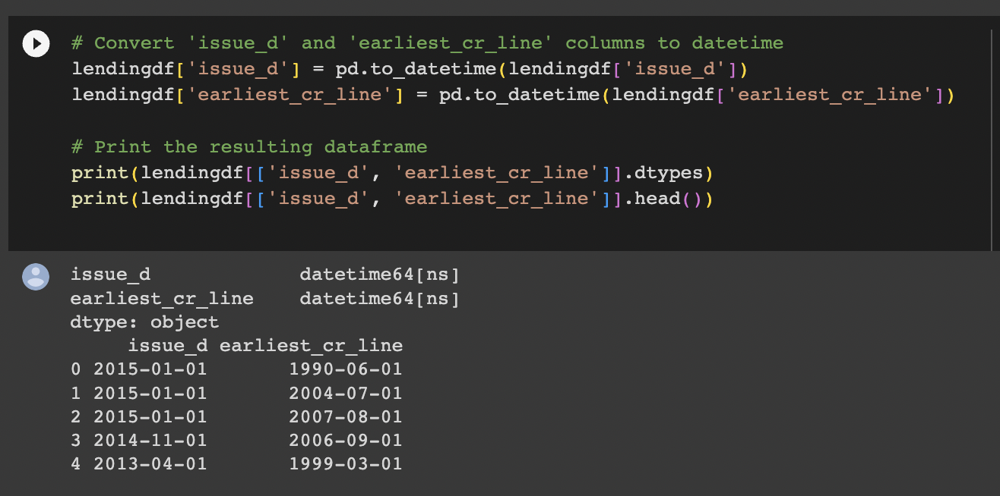 # Convert 'issue_d' and 'earliest_cr_line' columns to datetime
lendingdf['issue_d'] = pd.to_datetime(lendingdf['issue_d'])
lendingdf['earliest_cr_line'] = pd.to_datetime(lendingdf['earliest_cr_line'])
# Print the resulting dataframe
print(lendingdf[['issue_d', 'earliest_cr_line']].dtypes)
print(lendingdf[['issue_d', 'earliest_cr_line']].head())
issue_d             datetime64[ns]
earliest_cr_line    datetime64[ns]
dtype: object
     issue_d earliest_cr_line
0 2015-01-01       1990-06-01
1 2015-01-01       2004-07-01
2 2015-01-01       2007-08-01
3 2014-11-01       2006-09-01
4 2013-04-01       1999-03-01